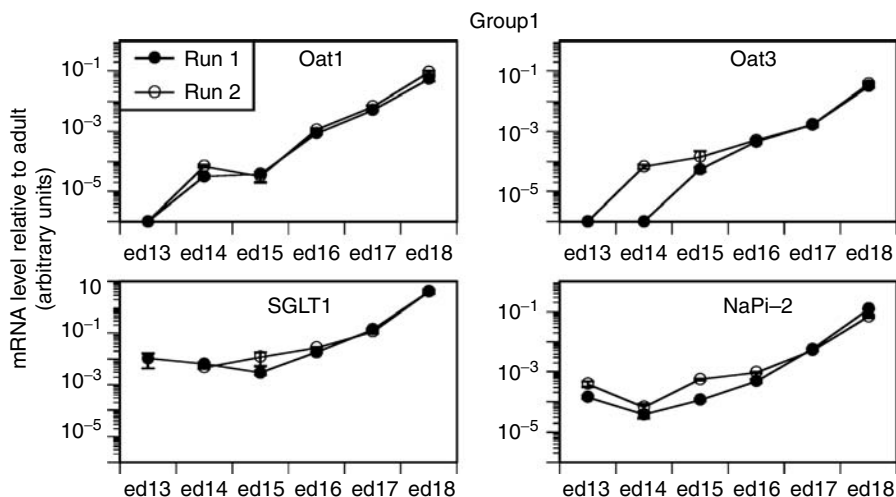 Group1
Run 1
Run 2
Oat1
Oat3
10⁻¹
10⁻³
10⁻⁵
10⁻¹
10⁻³
10⁻⁵
ed13 ed14 ed15 ed16 ed17 ed18
ed13 ed14 ed15 ed16 ed17 ed18
mRNA level relative to adult
(arbitrary units)
SGLT1
NaPi–2
10
10⁻¹
10⁻³
10⁻⁵
10⁻¹
10⁻³
10⁻⁵
ed13 ed14 ed15 ed16 ed17 ed18
ed13 ed14 ed15 ed16 ed17 ed18